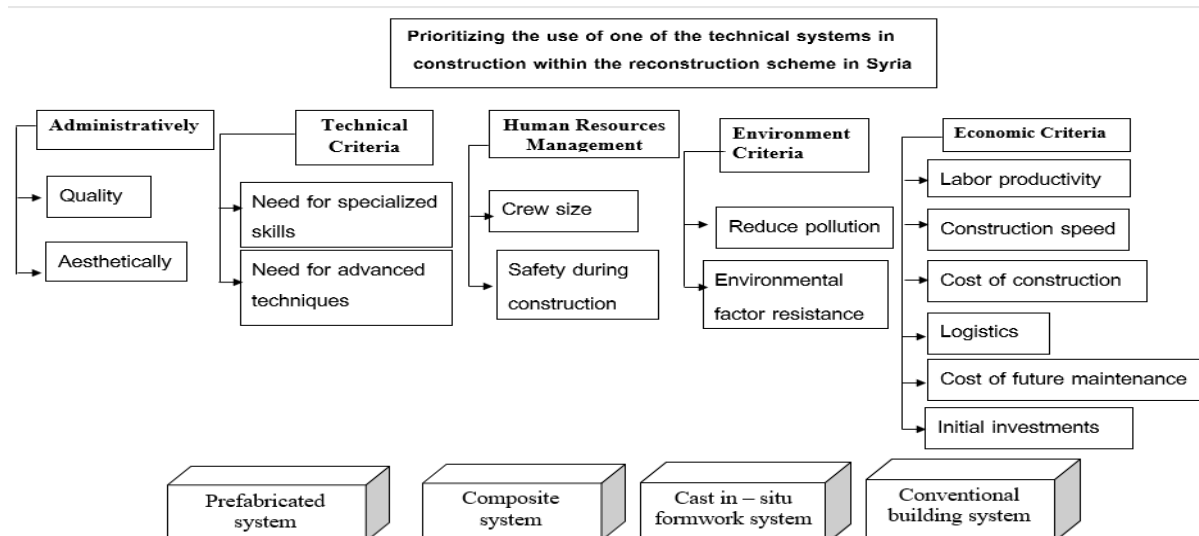 Prioritizing the use of one of the technical systems in
construction within the reconstruction scheme in Syria
Administratively
Quality
Aesthetically
Technical
Criteria
Need for specialized
skills
Need for advanced
techniques
Human Resources
Management
Crew size
Safety during
construction
Environment
Criteria
Reduce pollution
Environmental
factor resistance
Economic Criteria
Labor productivity
Construction speed
Cost of construction
Logistics
Cost of future maintenance
Initial investments
Prefabricated
system
Composite
system
Cast in – situ
formwork system
Conventional
building system